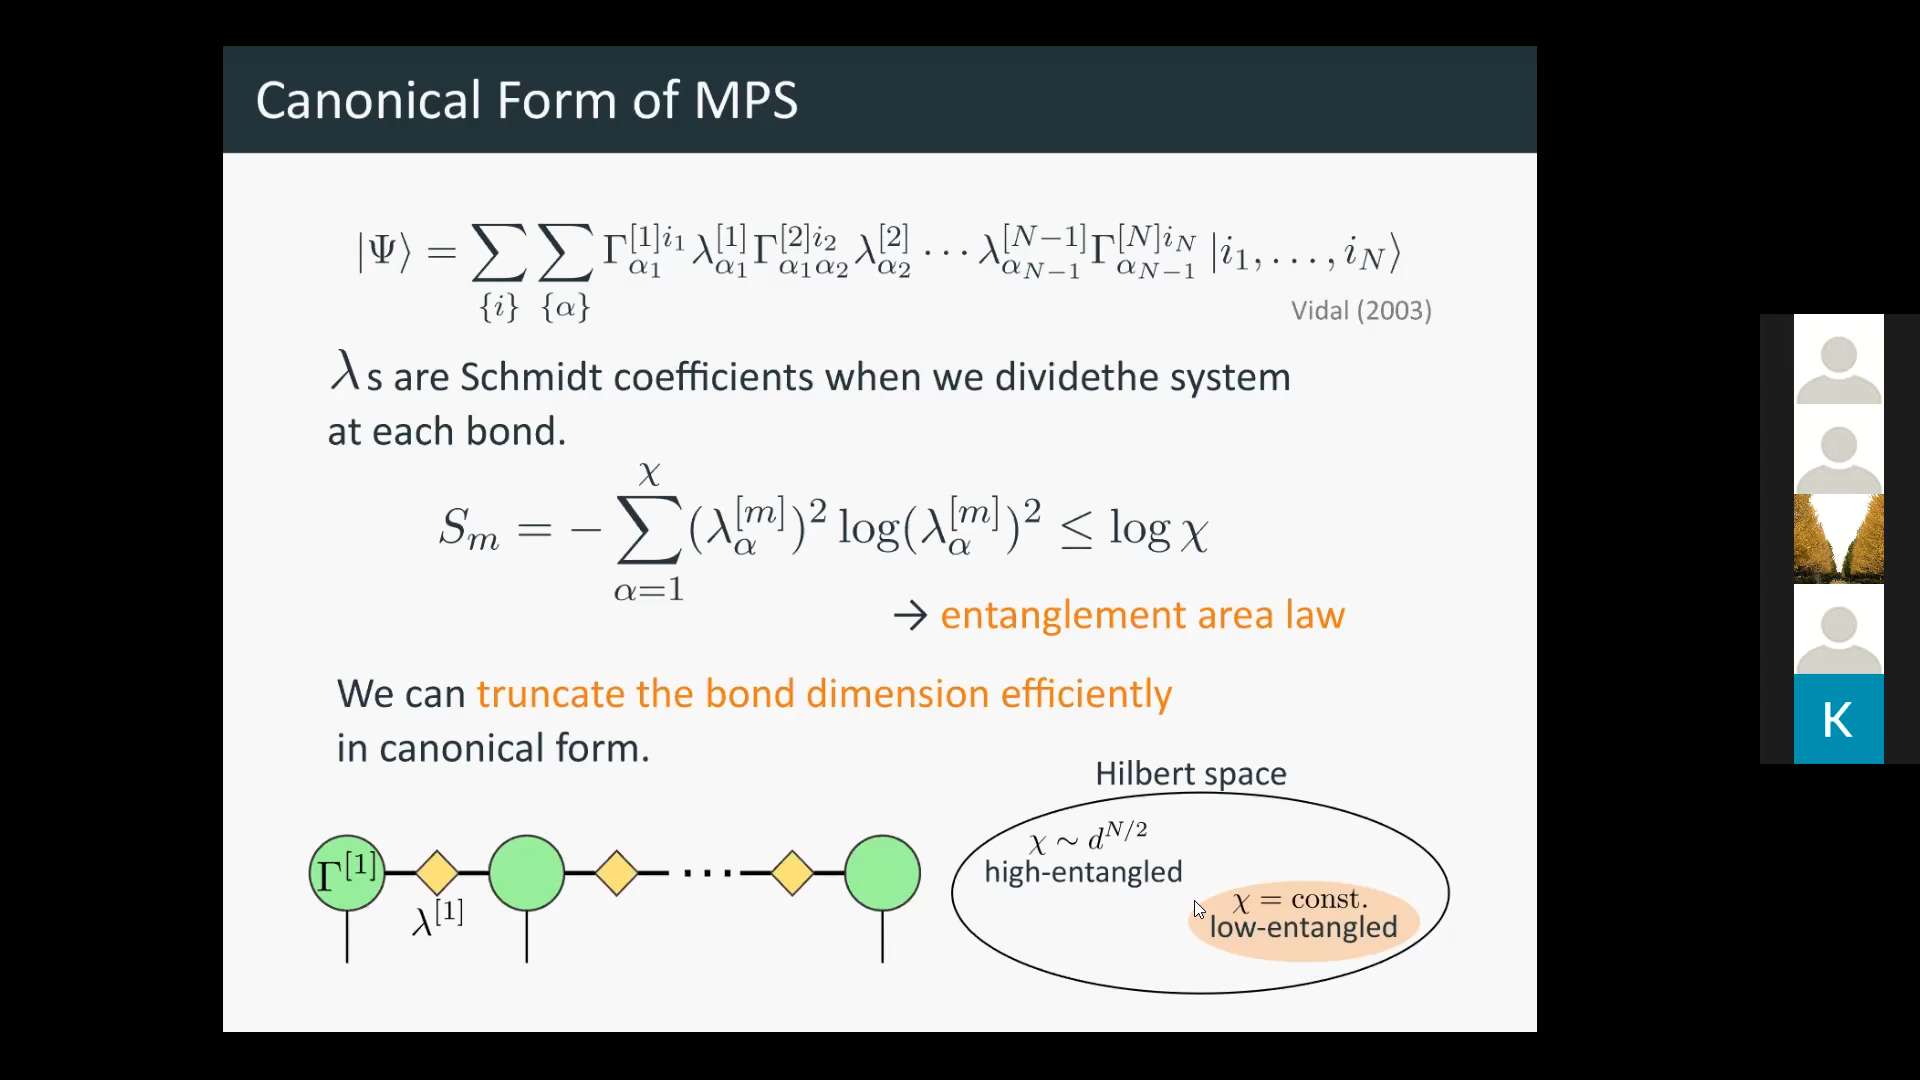 Canonical Form of MPS
|Ψ⟩ = ∑_{{i}} ∑_{{α}} Γ^{[1]i_1}_{α_1} λ^{[1]}_{α_1} Γ^{[2]i_2}_{α_1α_2} λ^{[2]}_{α_2} ⋯ λ^{[N−1]}_{α_{N−1}} Γ^{[N]i_N}_{α_{N−1}} |i_1, . . . , i_N⟩
Vidal (2003)
λs are Schmidt coefficients when we dividethe system
at each bond.
S_m = − ∑_{α=1}^{χ} (λ^{[m]}_α)^2 log(λ^{[m]}_α)^2 ≤ log χ
→ entanglement area law
We can truncate the bond dimension efficiently
in canonical form.
Γ^{[1]}
λ^{[1]}
⋯
Hilbert space
χ ∼ d^{N/2}
high-entangled
χ = const.
low-entangled
K